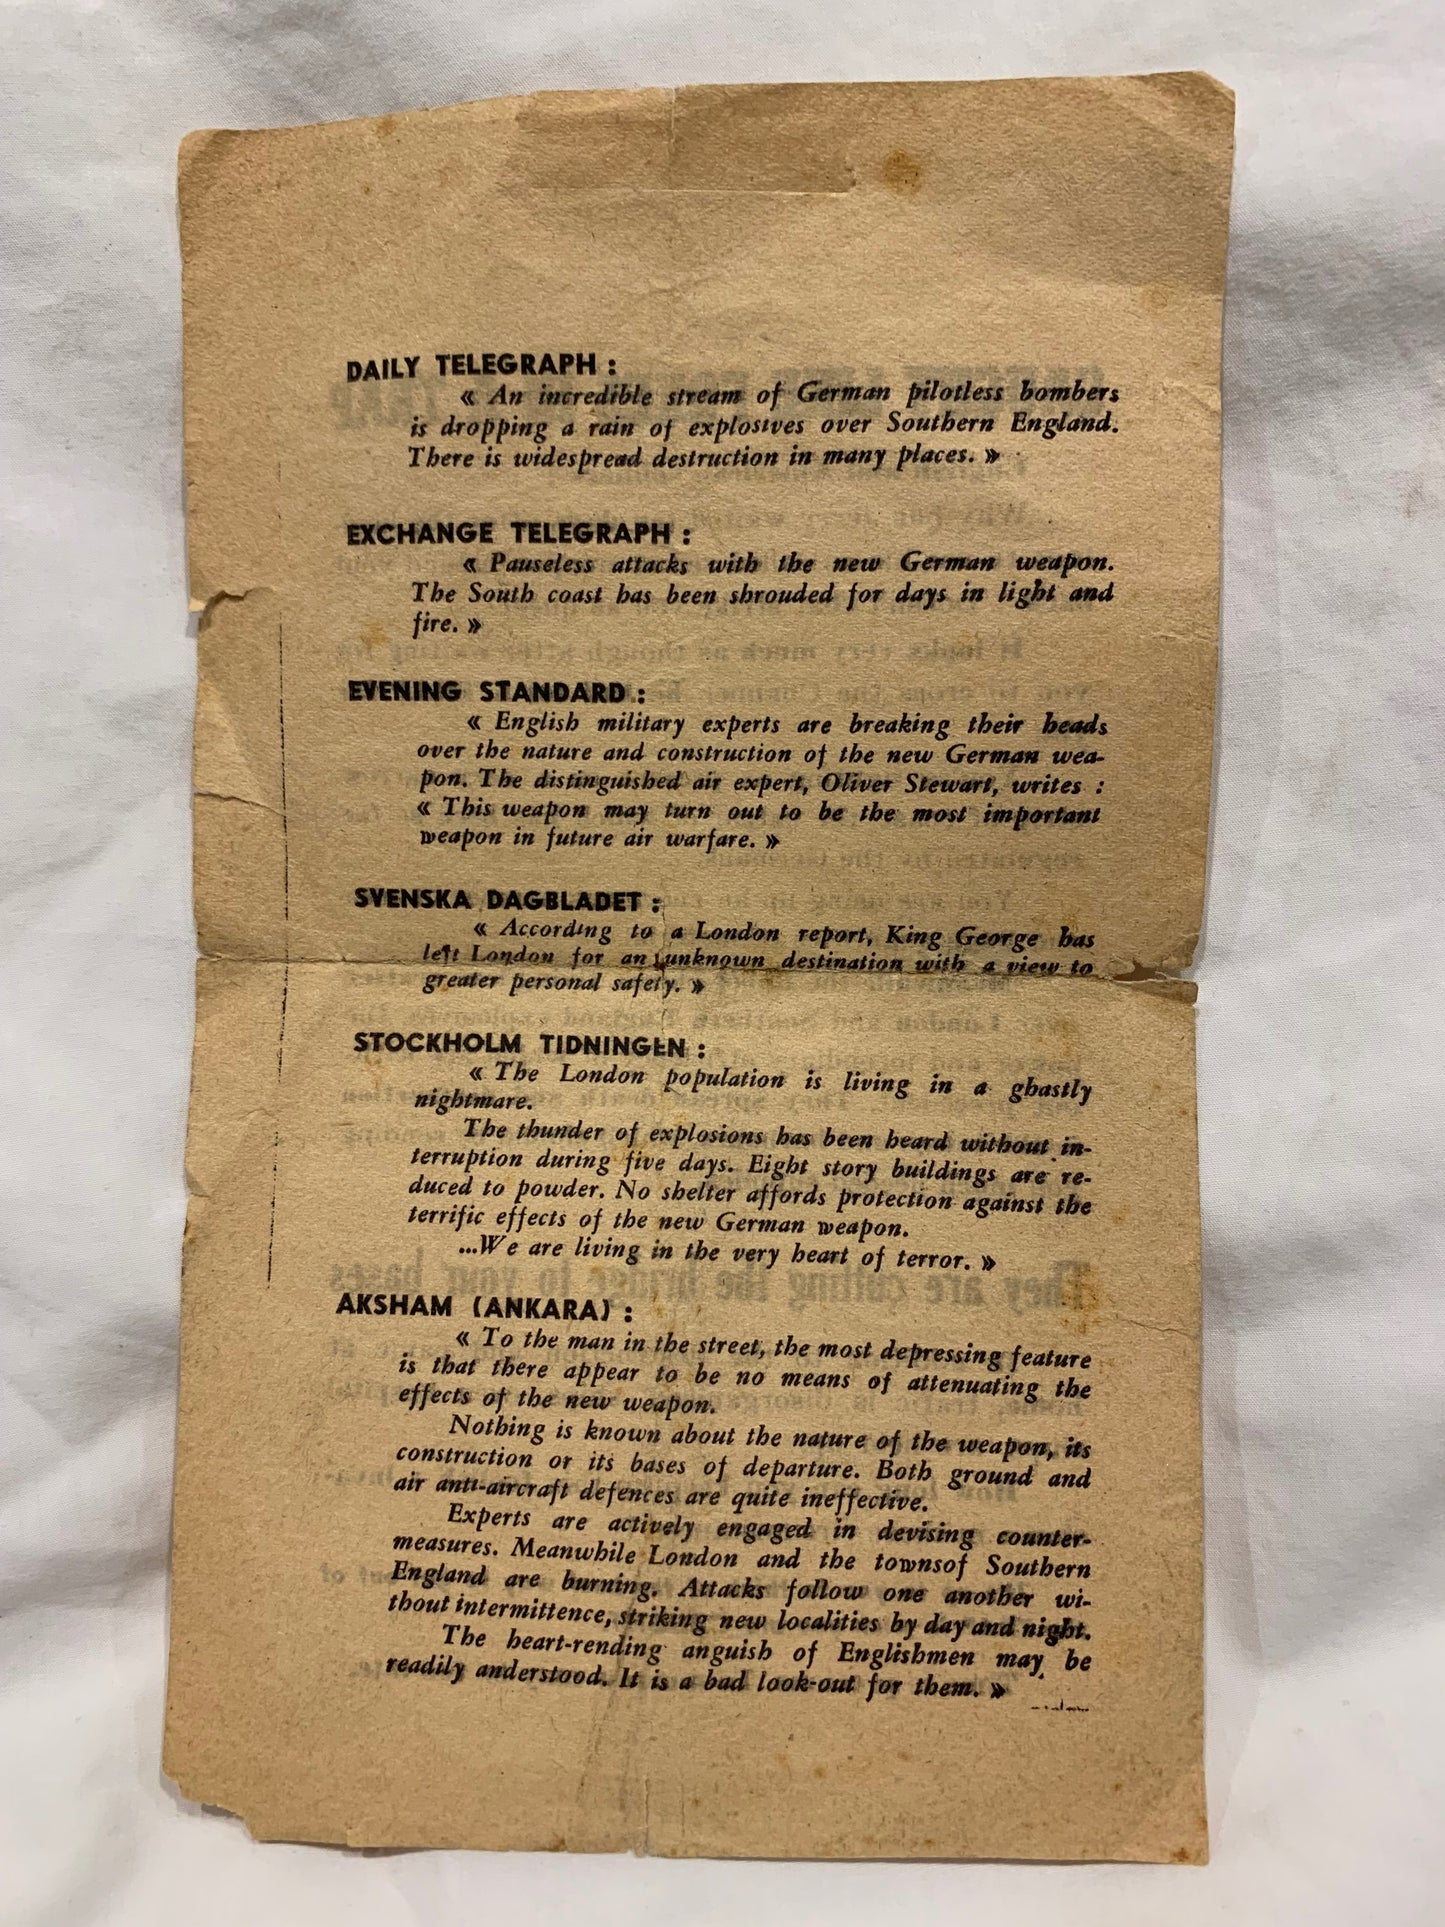 DAILY TELEGRAPH :
« An incredible stream of German pilotless bombers
is dropping a rain of explosives over Southern England.
There is widespread destruction in many places. »
EXCHANGE TELEGRAPH :
« Pauseless attacks with the new German weapon.
The South coast has been shrouded for days in light and
fire. »
EVENING STANDARD :
« English military experts are breaking their heads
over the nature and construction of the new German wea-
pon. The distinguished air expert, Oliver Stewart, writes :
« This weapon may turn out to be the most important
weapon in future air warfare. »
SVENSKA DAGBLADET :
« According to a London report, King George has
left London for an unknown destination with a view to
greater personal safety. »
STOCKHOLM TIDNINGEN :
« The London population is living in a ghastly
nightmare.
The thunder of explosions has been heard without in-
terruption during five days. Eight story buildings are re-
duced to powder. No shelter affords protection against the
terrific effects of the new German weapon.
...We are living in the very heart of terror. »
They are cutting the bridge to your bases
AKSHAM (ANKARA) :
« To the man in the street, the most depressing feature
is that there appear to be no means of attenuating the
effects of the new weapon.
Nothing is known about the nature of the weapon, its
construction or its bases of departure. Both ground and
air anti-aircraft defences are quite ineffective.
Experts are actively engaged in devising counter-
measures. Meanwhile London and the townsof Southern
England are burning. Attacks follow one another wi-
thout intermittence, striking new localities by day and night.
The heart-rending anguish of Englishmen may be
readily anderstood. It is a bad look-out for them. »